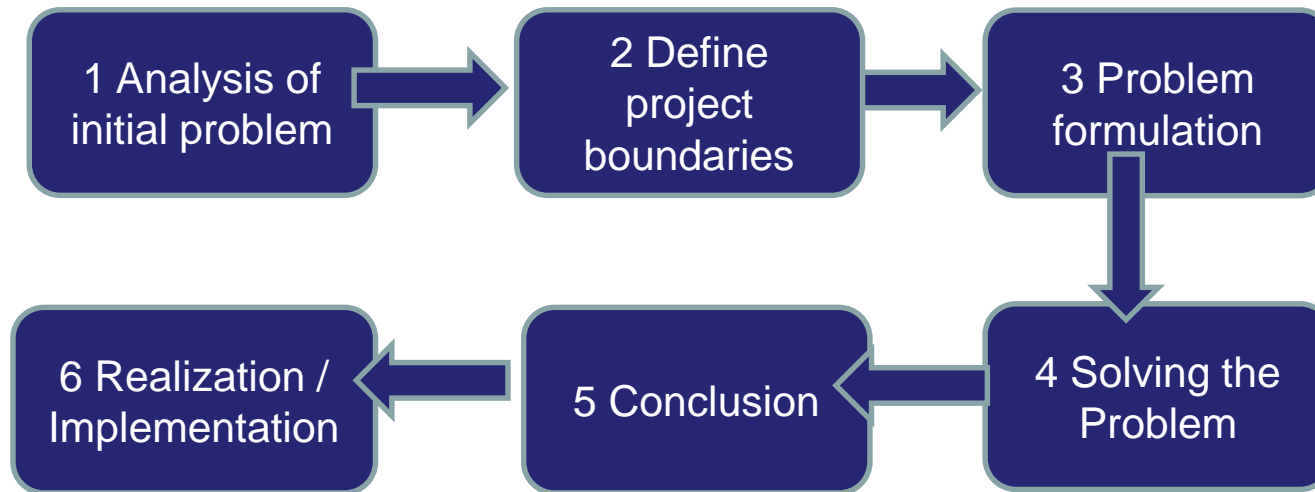 1 Analysis of
initial problem
2 Define
project
boundaries
3 Problem
formulation
4 Solving the
Problem
5 Conclusion
6 Realization /
Implementation